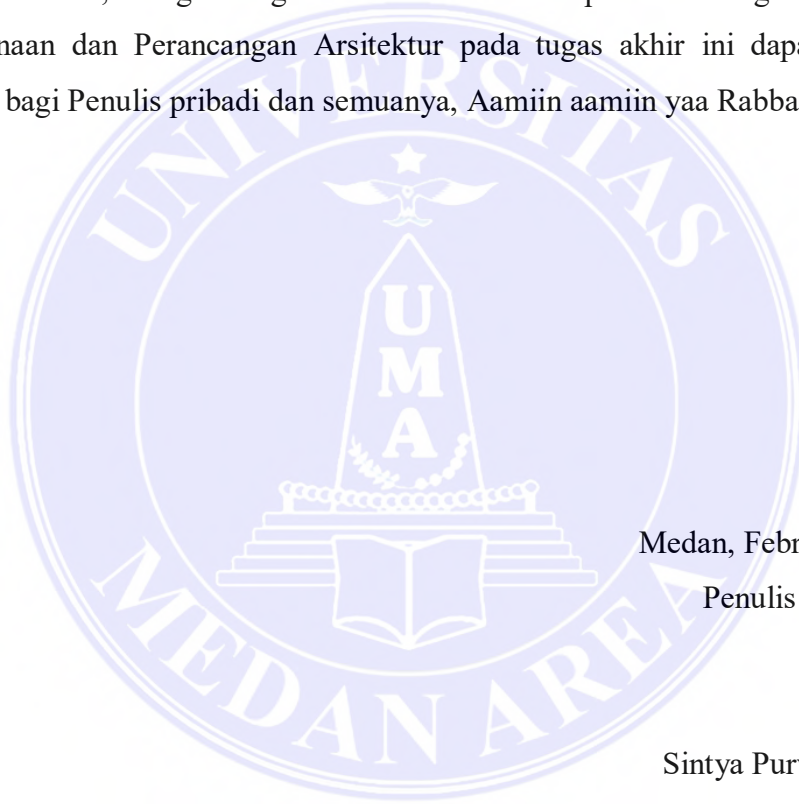 naan dan Perancangan Arsitektur pada tugas akhir ini dapa
bagi Penulis pribadi dan semuanya, Aamiin aamiin yaa Rabba
UNIVERSITAS
U
M
A
MEDAN AREA
Medan, Febr
Penulis
Sintya Pur